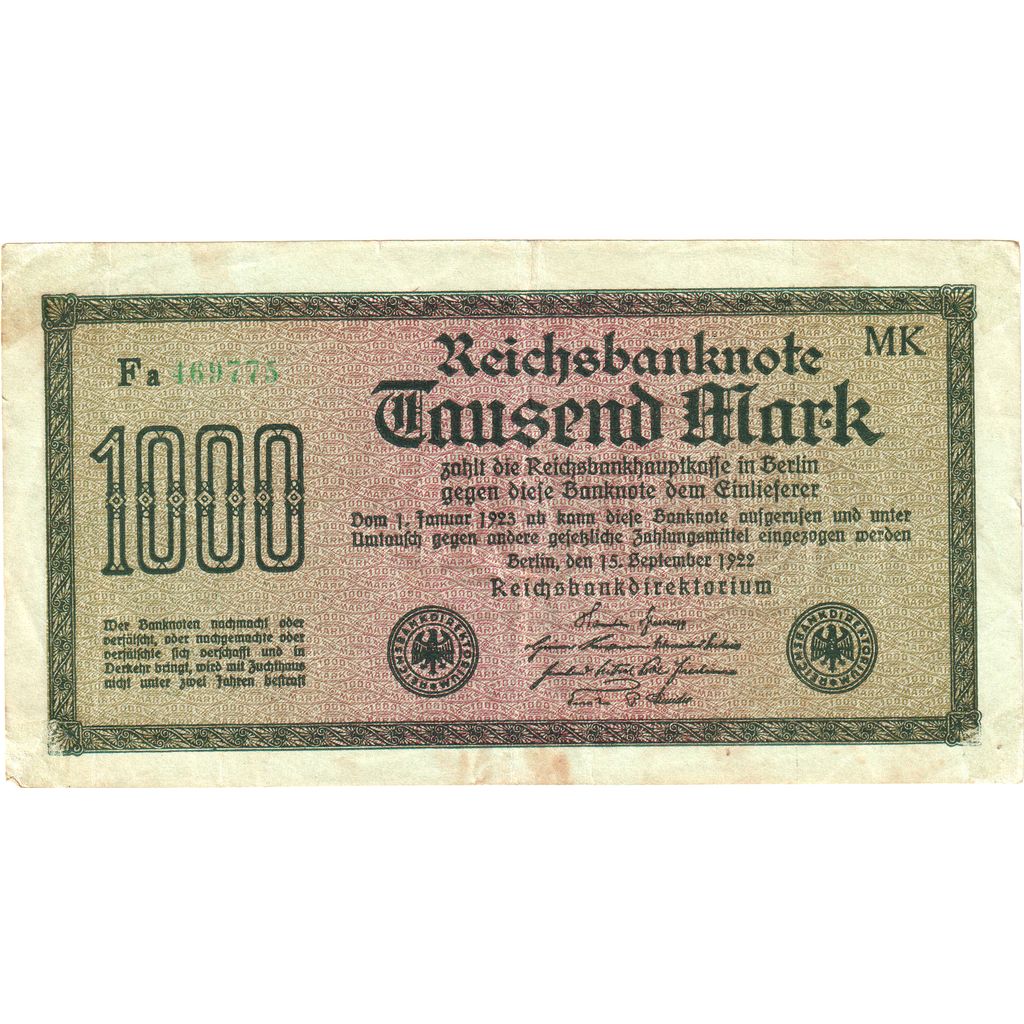 Fa 469775
MK
Reichsbanknote
Tausend Mark
1000
zahlt die Reichsbankhauptkasse in Berlin
gegen diese Banknote dem Einlieferer
Vom 1. Januar 1923 ab kann diese Banknote aufgerufen und unter
Umtausch gegen andere gesetzliche Zahlungsmittel eingezogen werden
Berlin, den 15. September 1922
Reichsbankdirektorium
Wer Banknoten nachmacht oder
verfälscht, oder nachgemachte oder
verfälschte sich verschafft und in
Verkehr bringt, wird mit Zuchthaus
nicht unter zwei Jahren bestraft
REICHSBANKDIREKTORIUM
REICHSBANKDIREKTORIUM